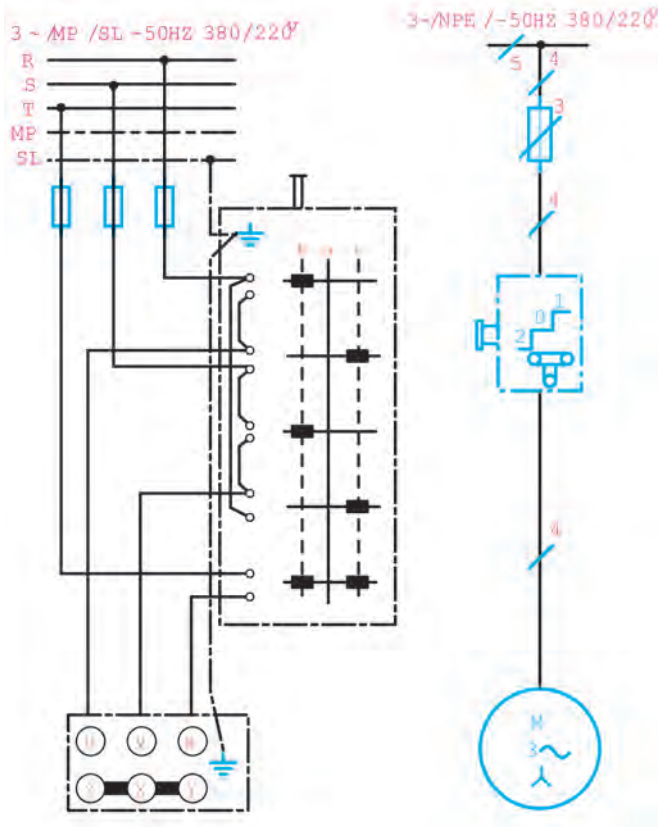 3 ~ /MP /SL -50HZ 380/220V
R
S
T
MP
SL
U V W
Z X Y
3-/NPE /-50HZ 380/220V
5 4
3
4
1
0
2
4
M
3~